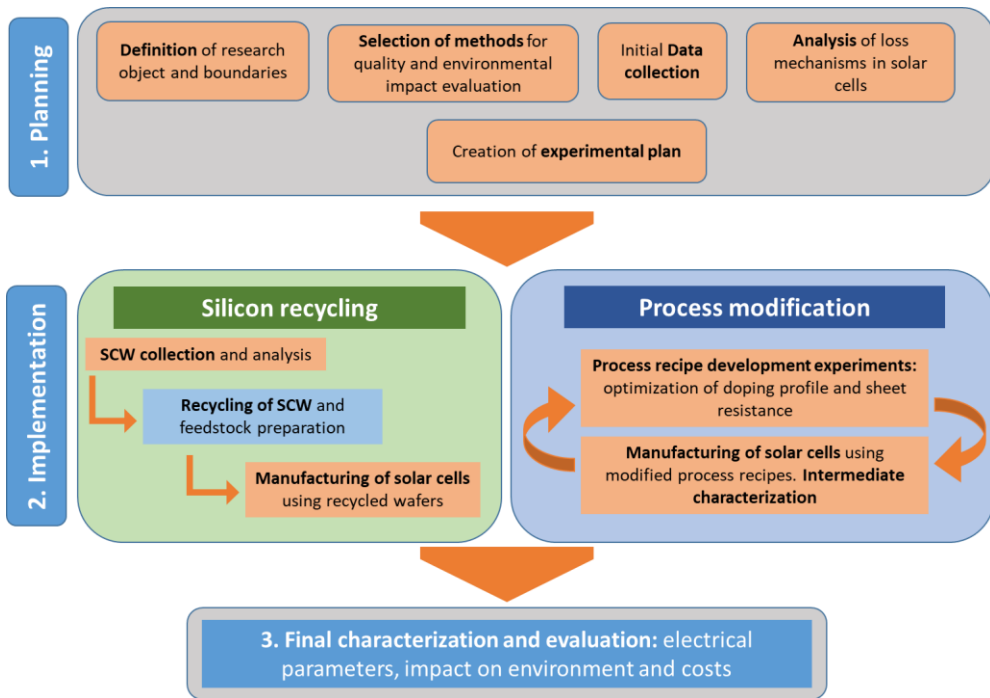 1. Planning
Definition of research
object and boundaries
Selection of methods for
quality and environmental
impact evaluation
Initial Data
collection
Analysis of loss
mechanisms in solar
cells
Creation of experimental plan
2. Implementation
Silicon recycling
SCW collection and analysis
Recycling of SCW and
feedstock preparation
Manufacturing of solar cells
using recycled wafers
Process modification
Process recipe development experiments:
optimization of doping profile and sheet
resistance
Manufacturing of solar cells using
modified process recipes. Intermediate
characterization
3. Final characterization and evaluation: electrical
parameters, impact on environment and costs